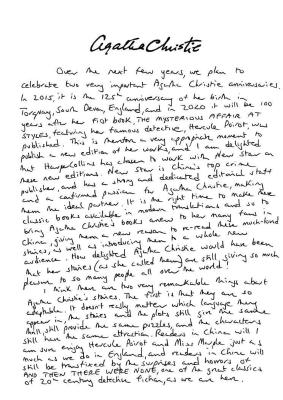 Agatha Christie
Over the next few years, we plan to
celebrate two very important Agatha Christie anniversaries.
In 2015, it is the 125th anniversary of her birth in
Torquay, South Devon, England, and in 2020 it will be 100
years after her first book, THE MYSTERIOUS AFFAIR AT
STYLES, featuring her famous detective, Hercule Poirot, was
published. This is therefore a very appropriate moment to
publish a new edition of her works, and I am delighted
that HarperCollins has chosen to work with New Star on
these new editions. New Star is China's top crime
publisher, and has a strong and dedicated editorial staff
and a confirmed passion for Agatha Christie, making
them the ideal partner. It is the right time to make these
classic books available in modern translations and so to
bring Agatha Christie's books anew to her many fans in
China, giving them a new reason to re-read these much-loved
stories, as well as introducing them to a whole new
audience. How delighted Agatha Christie would have been
that her stories (as she called them) are still giving so much
pleasure to so many people all over the world!
I think there are two very remarkable things about
Agatha Christie's stories. The first is that they are so
adaptable. It doesn't really matter which language they
appear in, the stories and the plots still give the same
thrill, still provide the same puzzles, and the characters
still have the same attraction. Readers in China will I
am sure enjoy Hercule Poirot and Miss Marple just as
much as we do in England, and readers in China will
still be transfixed by the surprises and horrors of
AND THEN THERE WERE NONE, one of the great classics
of 20th century detective fiction, as we are here.